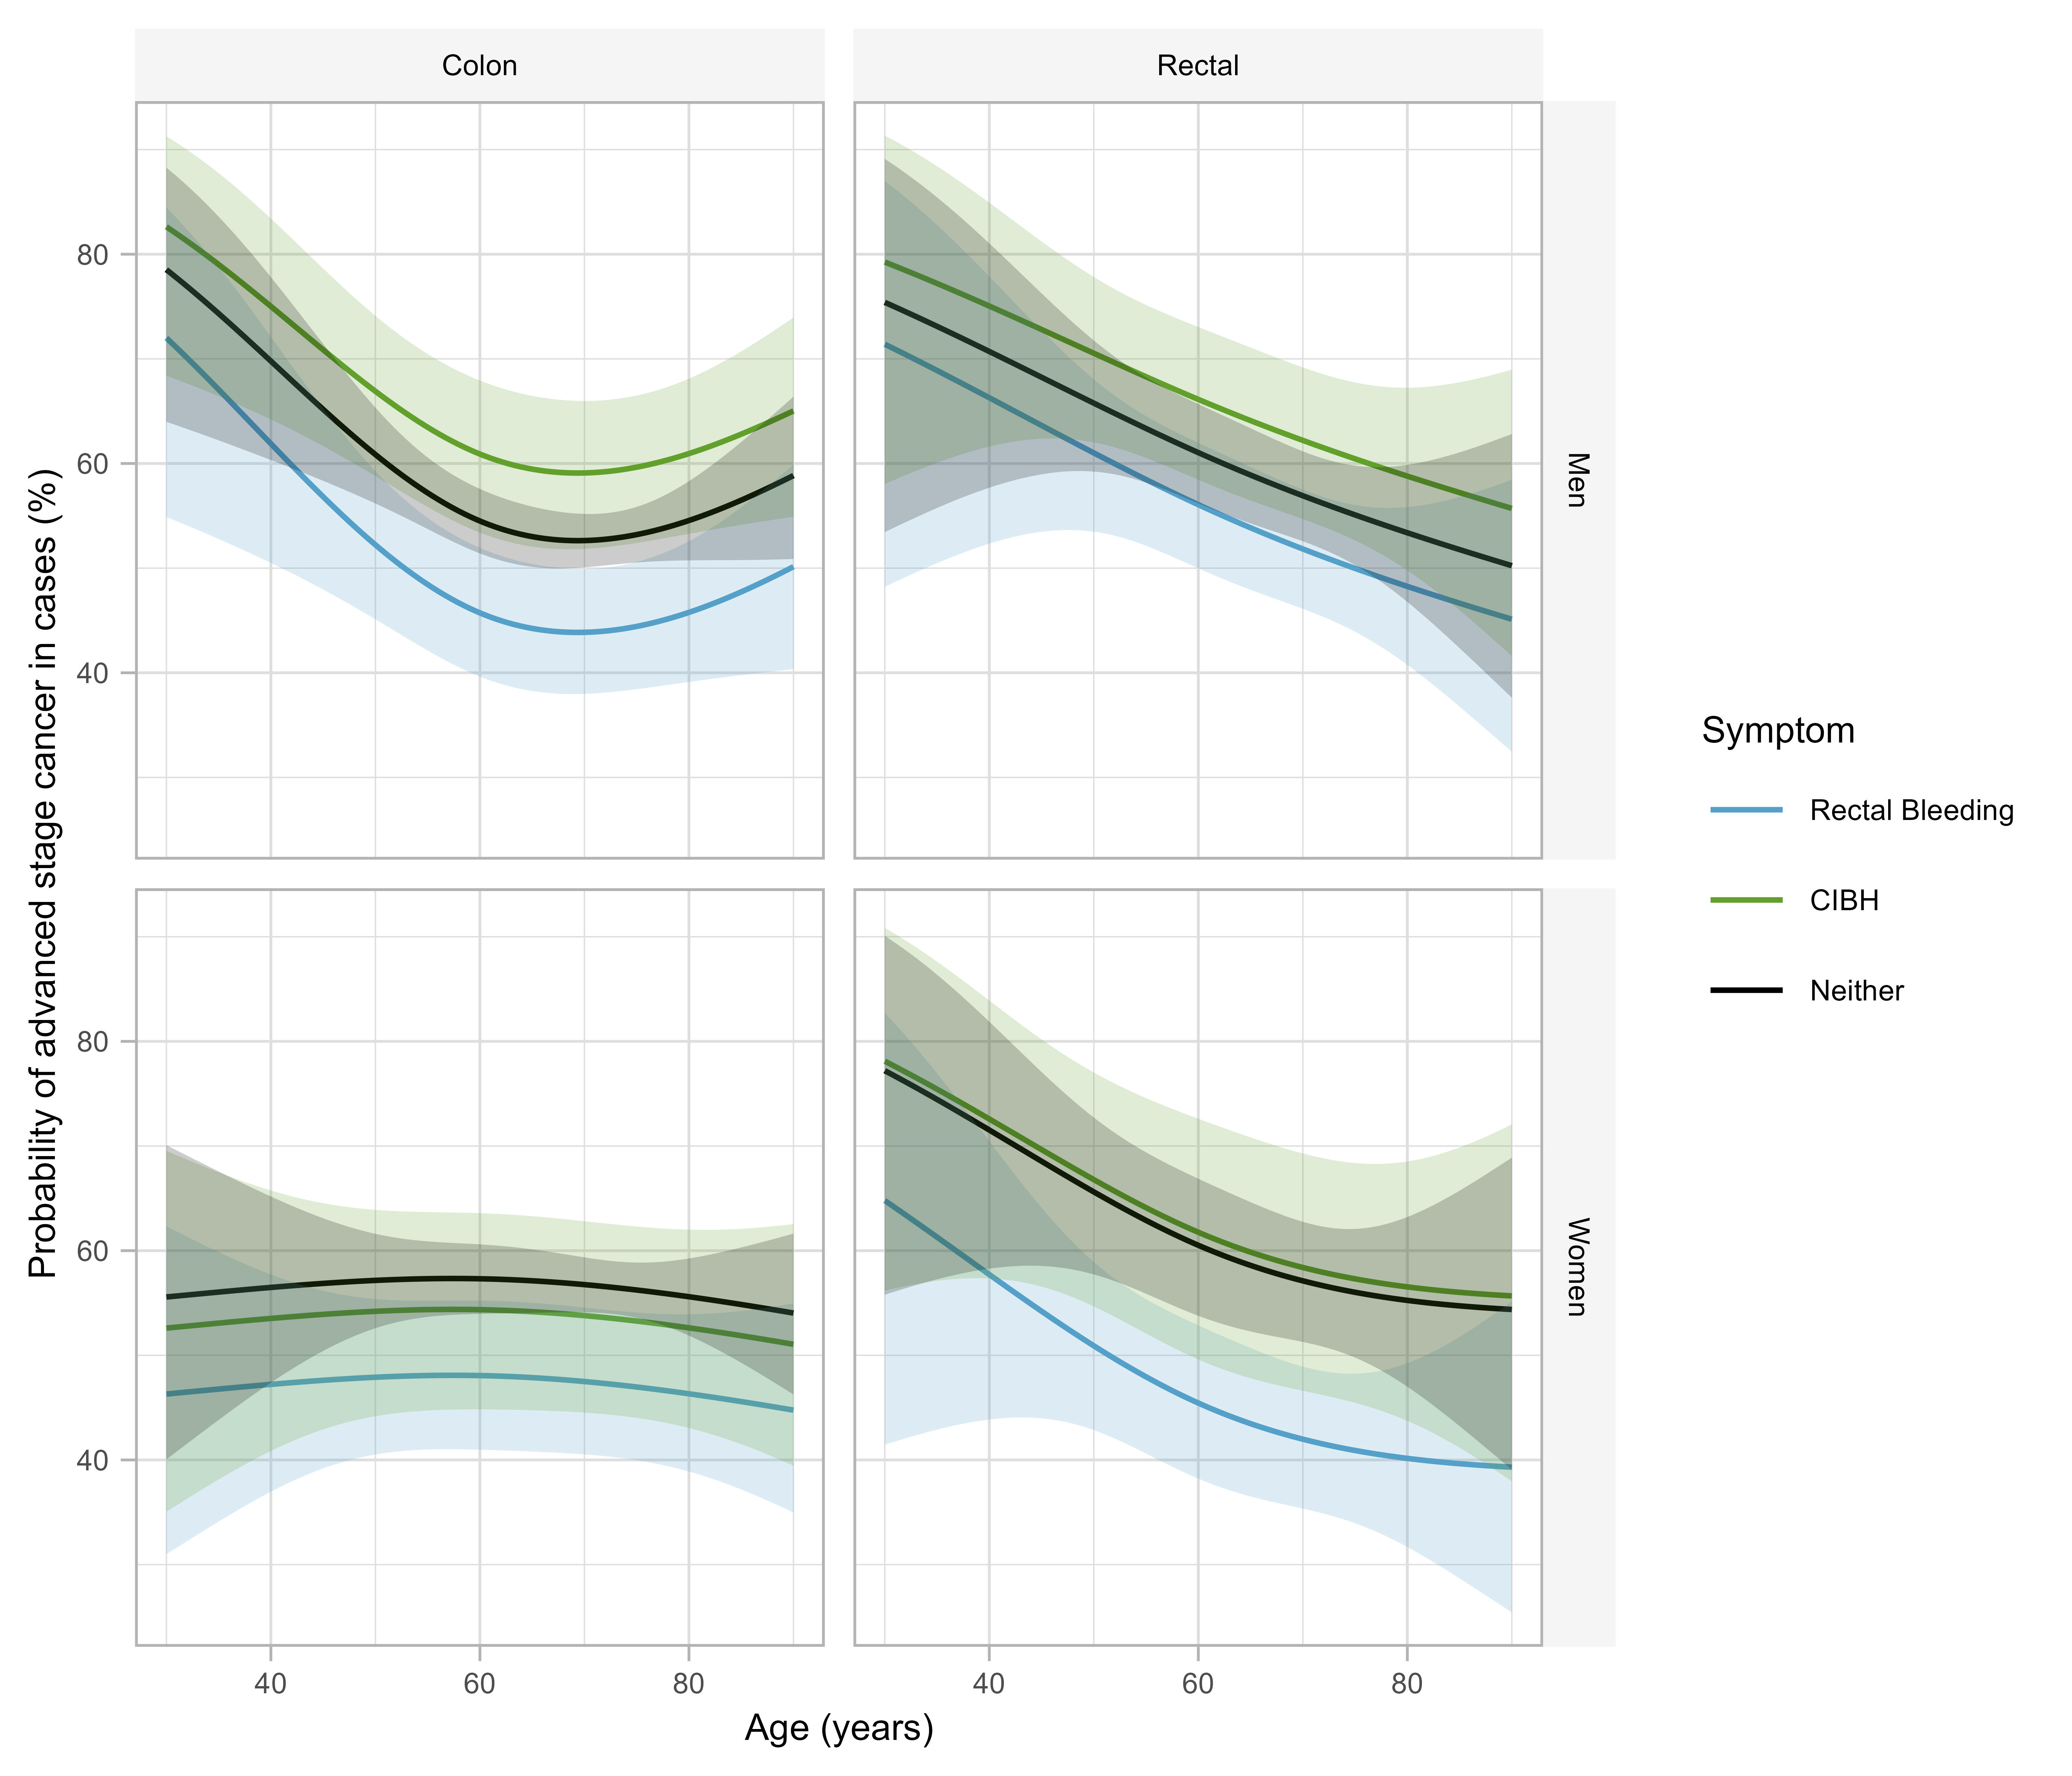 Colon
Rectal
80
60
40
Men
80
60
40
Women
40
60
80
40
60
80
Age (years)
Probability of advanced stage cancer in cases (%)
Symptom
Rectal Bleeding
CIBH
Neither